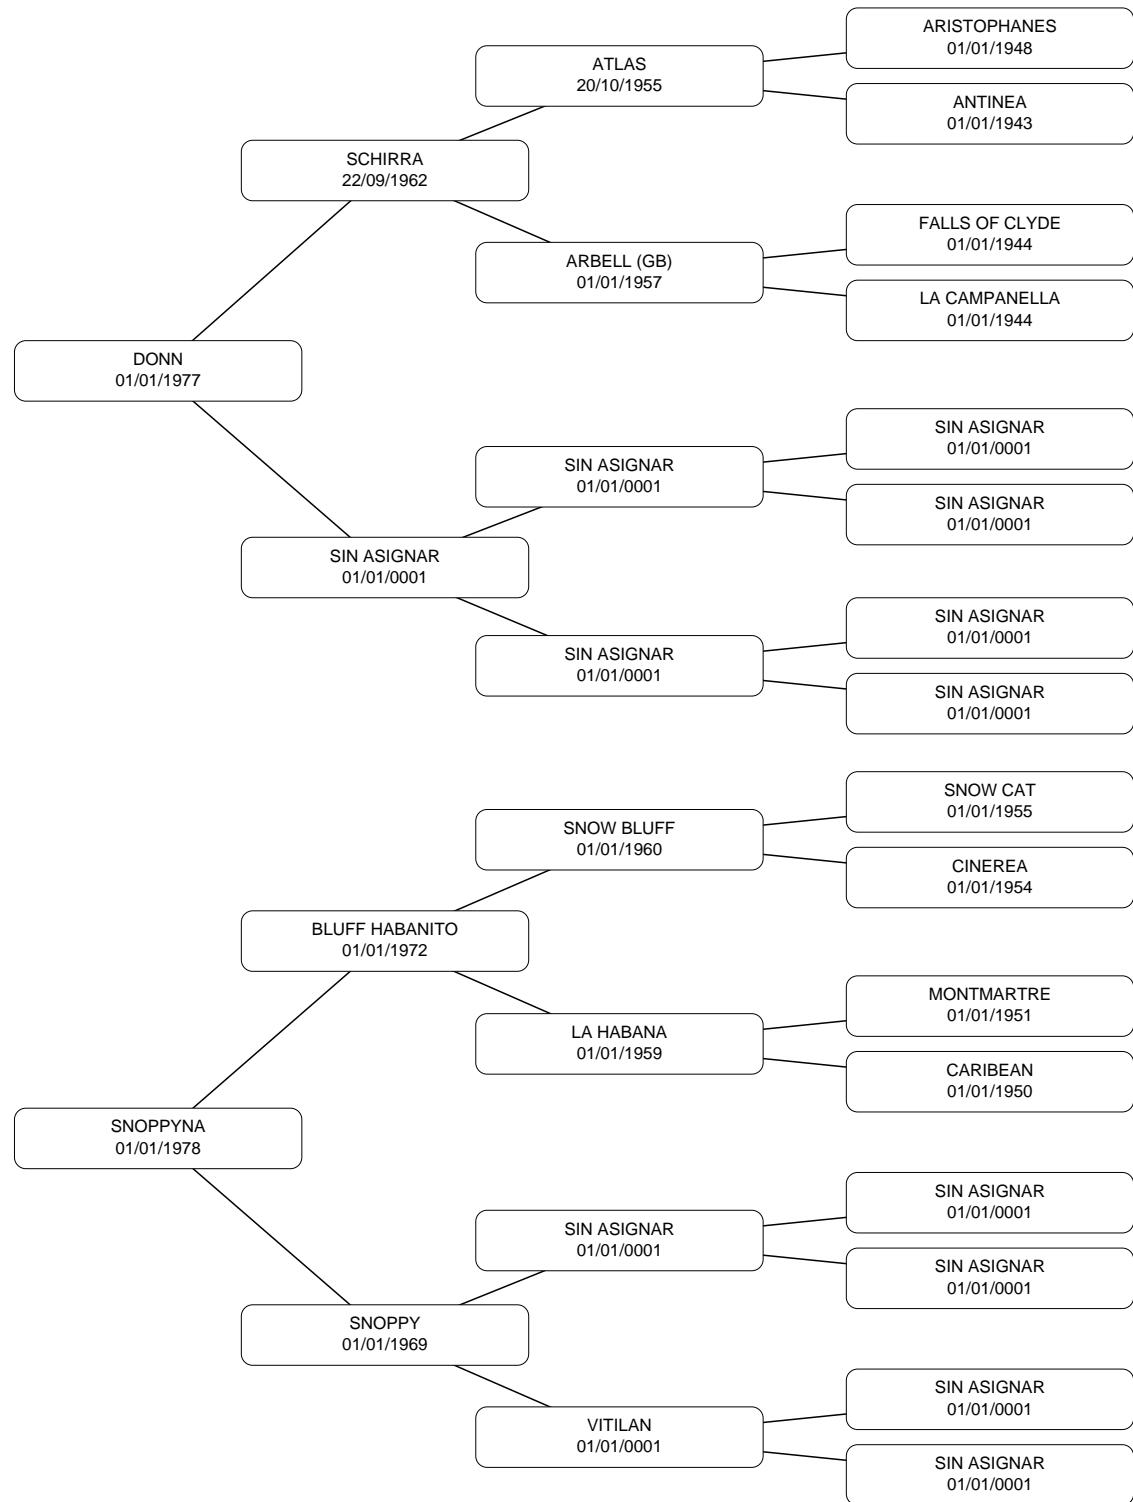 ARISTOPHANES
01/01/1948
ATLAS
20/10/1955
ANTINEA
01/01/1943
SCHIRRA
22/09/1962
FALLS OF CLYDE
01/01/1944
ARBELL (GB)
01/01/1957
LA CAMPANELLA
01/01/1944
DONN
01/01/1977
SIN ASIGNAR
01/01/0001
SIN ASIGNAR
01/01/0001
SIN ASIGNAR
01/01/0001
SIN ASIGNAR
01/01/0001
SIN ASIGNAR
01/01/0001
SIN ASIGNAR
01/01/0001
SIN ASIGNAR
01/01/0001
SNOW CAT
01/01/1955
SNOW BLUFF
01/01/1960
CINEREA
01/01/1954
BLUFF HABANITO
01/01/1972
MONTMARTRE
01/01/1951
LA HABANA
01/01/1959
CARIBEAN
01/01/1950
SNOPPYNA
01/01/1978
SIN ASIGNAR
01/01/0001
SIN ASIGNAR
01/01/0001
SIN ASIGNAR
01/01/0001
SNOPPY
01/01/1969
SIN ASIGNAR
01/01/0001
VITILAN
01/01/0001
SIN ASIGNAR
01/01/0001